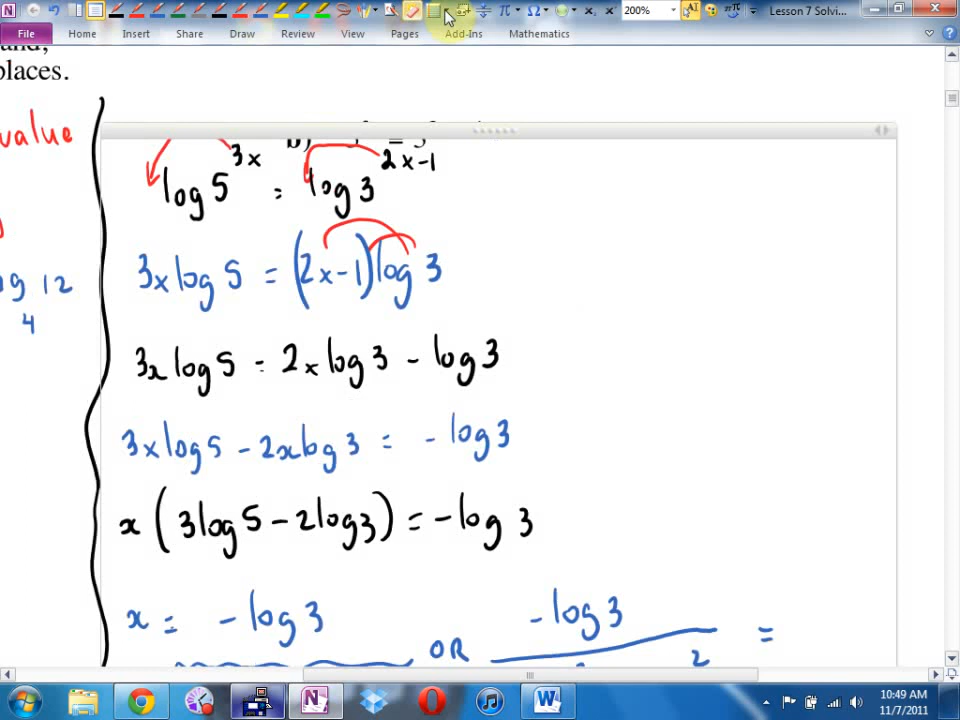 200%
Lesson 7 Solvi...
File Home Insert Share Draw Review View Pages Add-Ins Mathematics
places.
value
g 12
4
b)
log 5^3x = log 3^2x-1
3x log 5 = (2x-1) log 3
3x log 5 = 2x log 3 - log 3
3x log 5 - 2x log 3 = - log 3
x (3 log 5 - 2 log 3) = - log 3
x = - log 3 OR - log 3 =
2
10:49 AM
11/7/2011